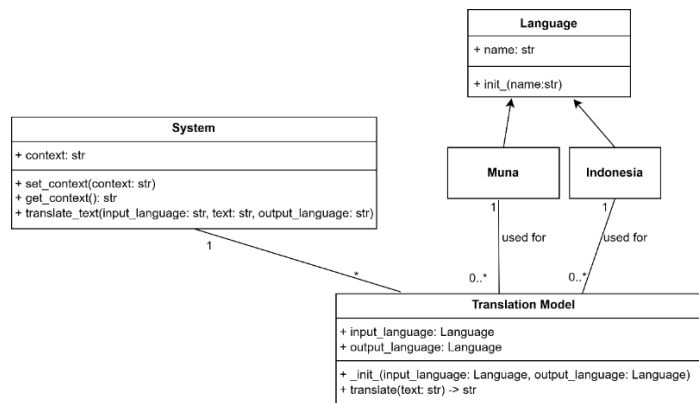 Language
+ name: str
+ init_(name:str)
System
+ context: str
+ set_context(context: str)
+ get_context(): str
+ translate_text(input_language: str, text: str, output_language: str)
Muna
Indonesia
1
1
used for
used for
1
*
0..*
0..*
Translation Model
+ input_language: Language
+ output_language: Language
+ _init_(input_language: Language, output_language: Language)
+ translate(text: str) -> str